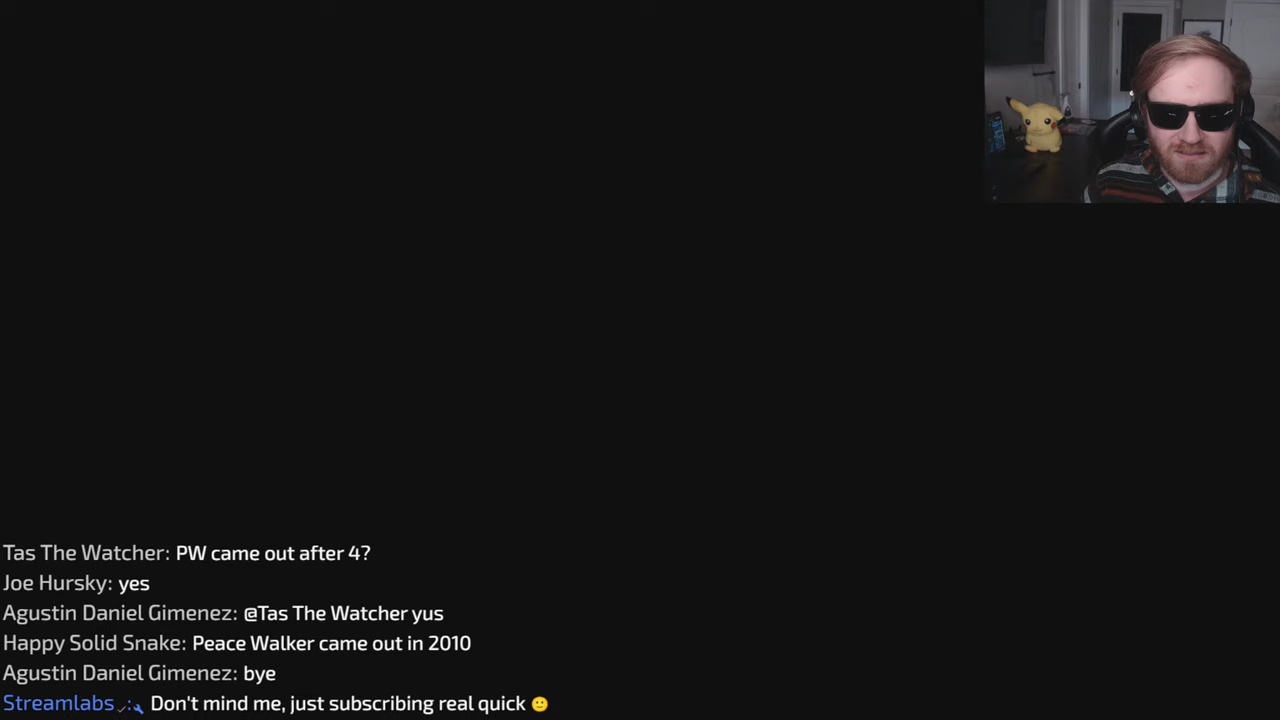 Tas The Watcher: PW came out after 4?
Joe Hursky: yes
Agustin Daniel Gimenez: @Tas The Watcher yus
Happy Solid Snake: Peace Walker came out in 2010
Agustin Daniel Gimenez: bye
Streamlabs: Don't mind me, just subscribing real quick 🙂